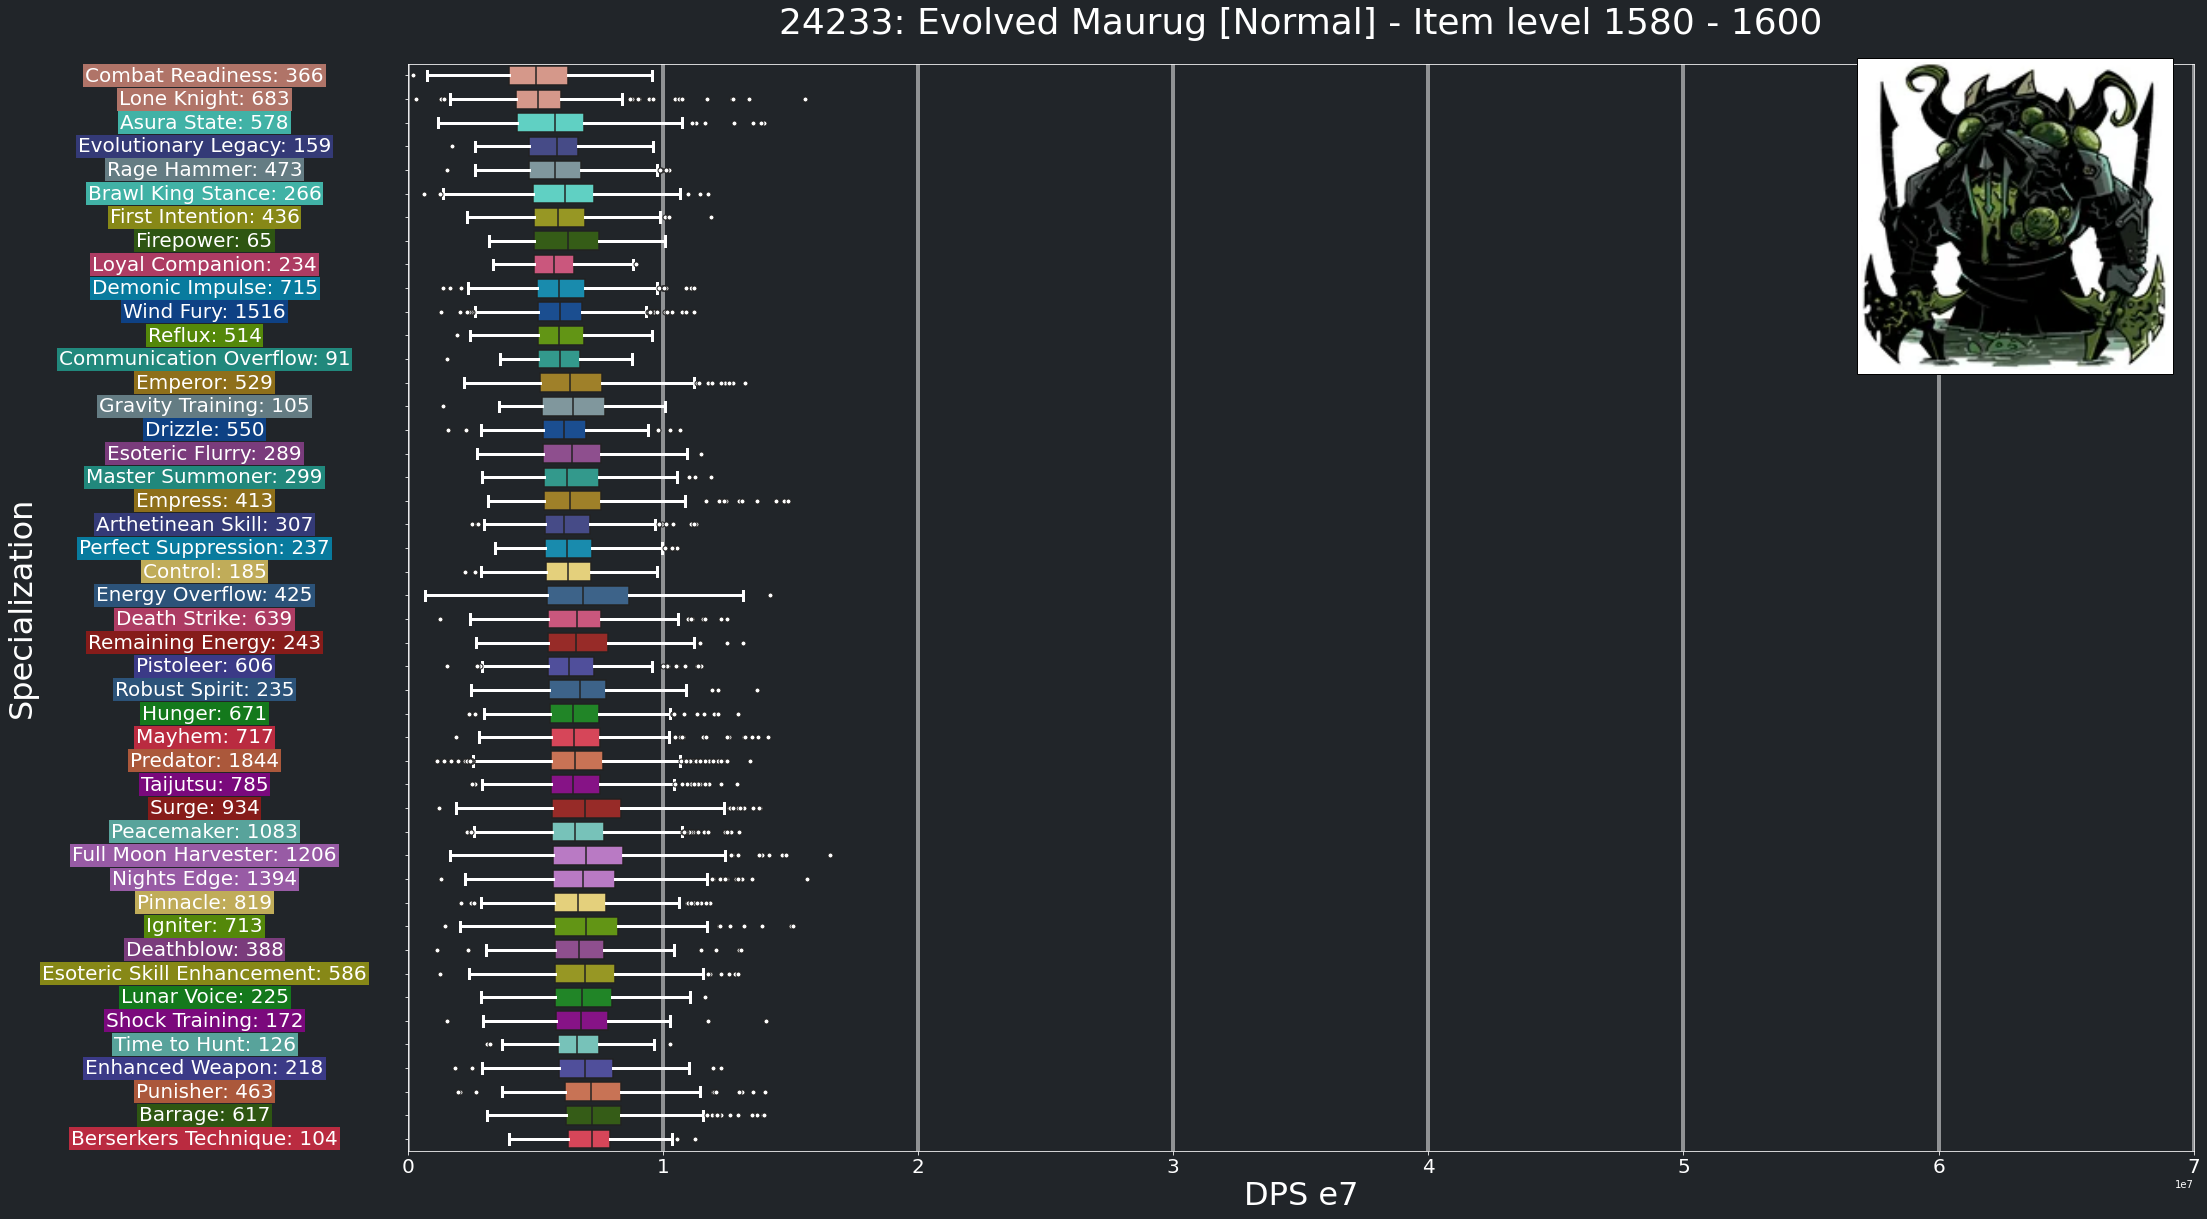 24233: Evolved Maurug [Normal] - Item level 1580 - 1600
Combat Readiness: 366
Lone Knight: 683
Asura State: 578
Evolutionary Legacy: 159
Rage Hammer: 473
Brawl King Stance: 266
First Intention: 436
Firepower: 65
Loyal Companion: 234
Demonic Impulse: 715
Wind Fury: 1516
Reflux: 514
Communication Overflow: 91
Emperor: 529
Gravity Training: 105
Drizzle: 550
Esoteric Flurry: 289
Master Summoner: 299
Empress: 413
Arthetinean Skill: 307
Perfect Suppression: 237
Control: 185
Energy Overflow: 425
Death Strike: 639
Remaining Energy: 243
Pistoleer: 606
Robust Spirit: 235
Hunger: 671
Mayhem: 717
Predator: 1844
Taijutsu: 785
Surge: 934
Peacemaker: 1083
Full Moon Harvester: 1206
Nights Edge: 1394
Pinnacle: 819
Igniter: 713
Deathblow: 388
Esoteric Skill Enhancement: 586
Lunar Voice: 225
Shock Training: 172
Time to Hunt: 126
Enhanced Weapon: 218
Punisher: 463
Barrage: 617
Berserkers Technique: 104
Specialization
0 1 2 3 4 5 6 7
1e7
DPS e7